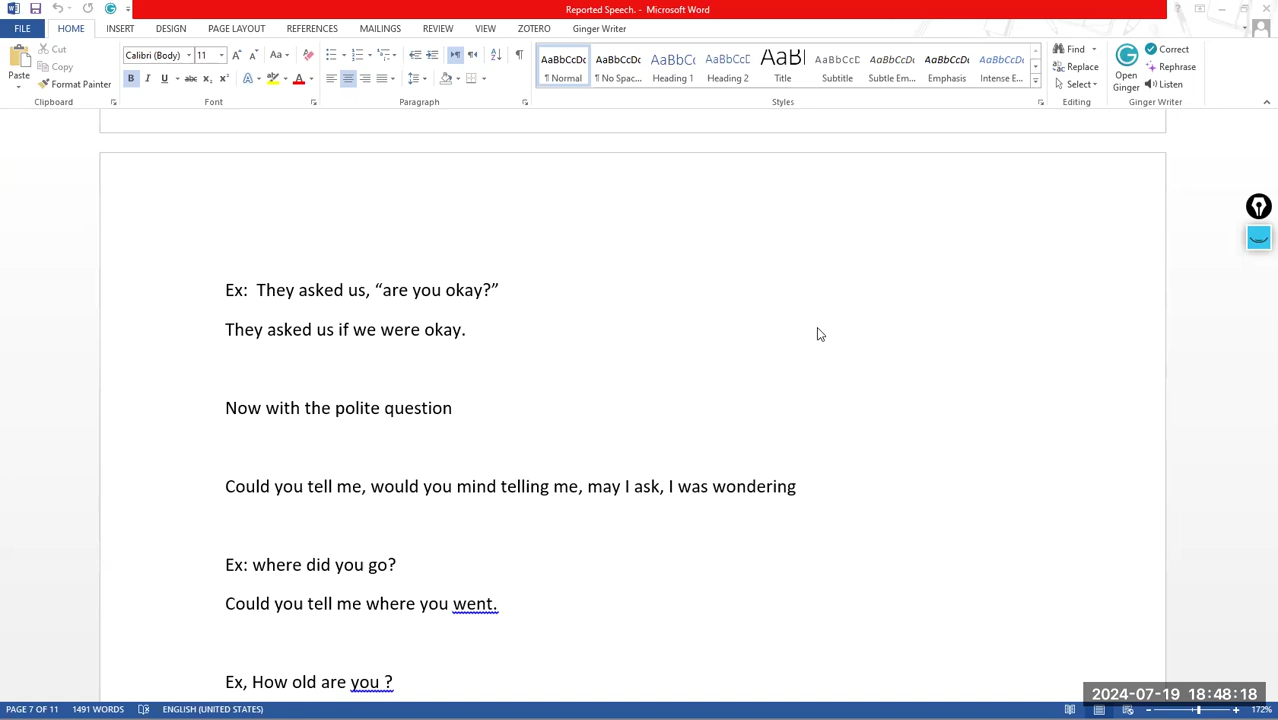 Reported Speech. - Microsoft Word
FILE HOME INSERT DESIGN PAGE LAYOUT REFERENCES MAILINGS REVIEW VIEW ZOTERO Ginger Writer
Paste
Cut
Copy
Format Painter
Clipboard
Calibri (Body) 11
Font
Paragraph
AaBbCcDc AaBbCcDc AaBbCc AaBbCcD AaBl AaBbCcD AaBbCcDc AaBbCcDc AaBbCcDc
¶ Normal ¶ No Spac... Heading 1 Heading 2 Title Subtitle Subtle Em... Emphasis Intense E...
Styles
Find
Replace
Select
Editing
Open Ginger
Correct
Rephrase
Listen
Ginger Writer
Ex:  They asked us, “are you okay?”
They asked us if we were okay.
Now with the polite question
Could you tell me, would you mind telling me, may I ask, I was wondering
Ex: where did you go?
Could you tell me where you went.
Ex, How old are you ?
2024-07-19 18:48:18
PAGE 7 OF 11 1491 WORDS ENGLISH (UNITED STATES) 172%